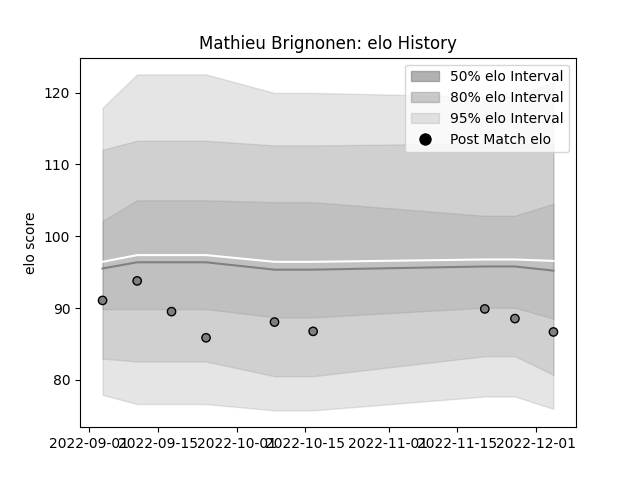 Mathieu Brignonen: elo History
50% elo Interval
80% elo Interval
95% elo Interval
Post Match elo
elo score
120
110
100
90
80
2022-09-01 2022-09-15 2022-10-01 2022-10-15 2022-11-01 2022-11-15 2022-12-01